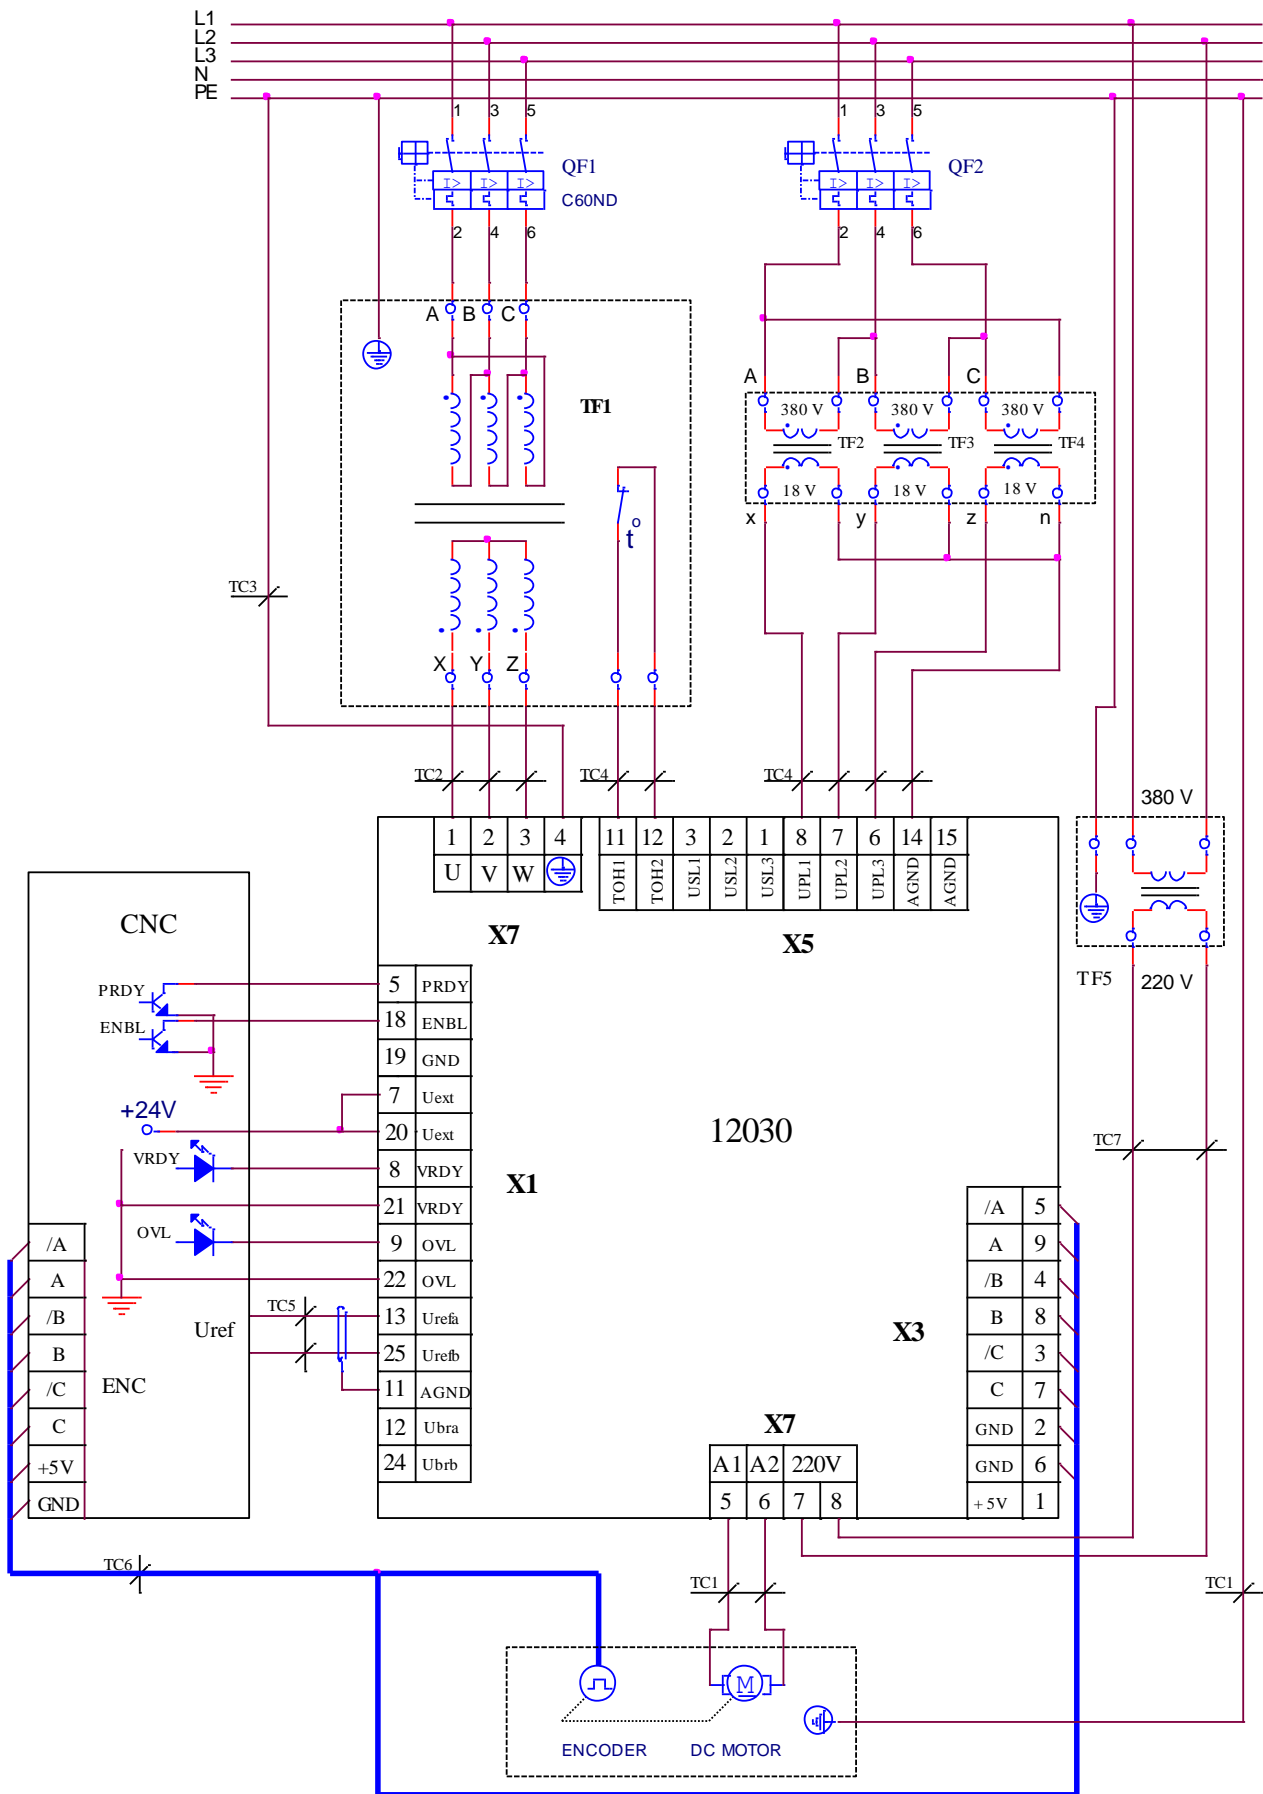 L1
L2
L3
N
PE
1 3 5
1 3 5
QF1
QF2
I> I> I>
I> I> I>
C60ND
2 4 6
2 4 6
A B C
TF1
A B C
380 V 380 V 380 V
TF2 TF3 TF4
18 V 18 V 18 V
x y z n
t°
TC3
X Y Z
TC2 TC4 TC4
380 V
1 2 3 4
U V W
11 12 3 2 1 8 7 6 14 15
TOH1 TOH2 USL1 USL2 USL3 UPL1 UPL2 UPL3 AGND AGND
X7
X5
CNC
TF5 220 V
PRDY
5 PRDY
ENBL
18 ENBL
19 GND
7 Uext
+24V
20 Uext
12030
VRDY
8 VRDY
TC7
X1
21 VRDY
OVL
9 OVL
22 OVL
TC5
Uref
13 Urefa
25 Urefb
11 AGND
12 Ubra
24 Ubrb
/A
A
/B
B
/C
C
+5V
GND
ENC
X3
/A 5
A 9
/B 4
B 8
/C 3
C 7
GND 2
GND 6
+5V 1
X7
A1 A2 220V
5 6 7 8
TC6
TC1
TC1
M
ENCODER DC MOTOR